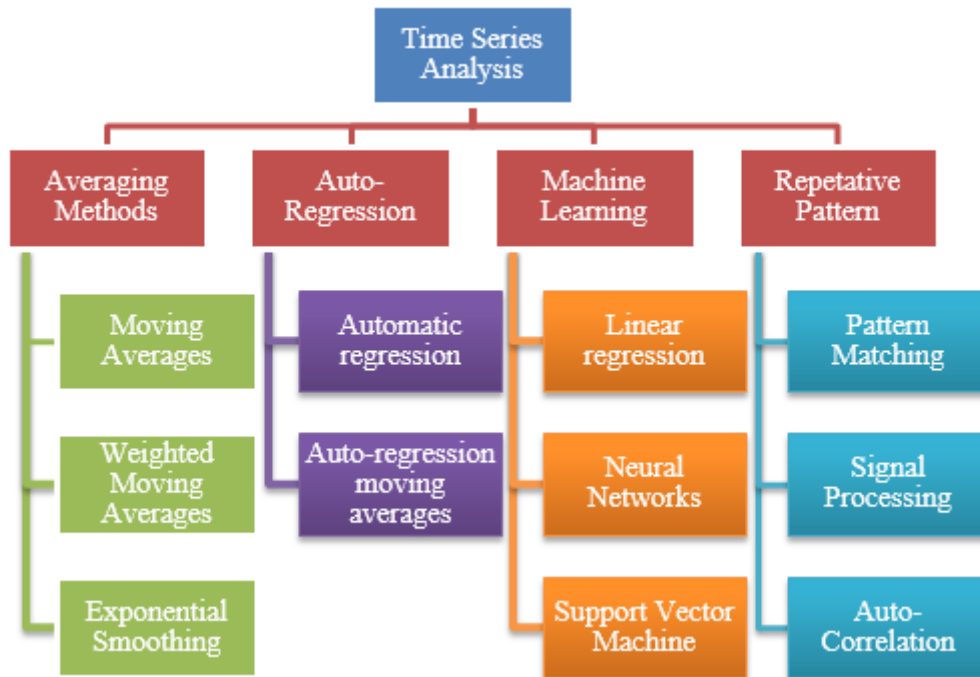 Time Series
Analysis
Averaging
Methods
Auto-
Regression
Machine
Learning
Repetative
Pattern
Moving
Averages
Weighted
Moving
Averages
Exponential
Smoothing
Automatic
regression
Auto-regression
moving
averages
Linear
regression
Neural
Networks
Support Vector
Machine
Pattern
Matching
Signal
Processing
Auto-
Correlation